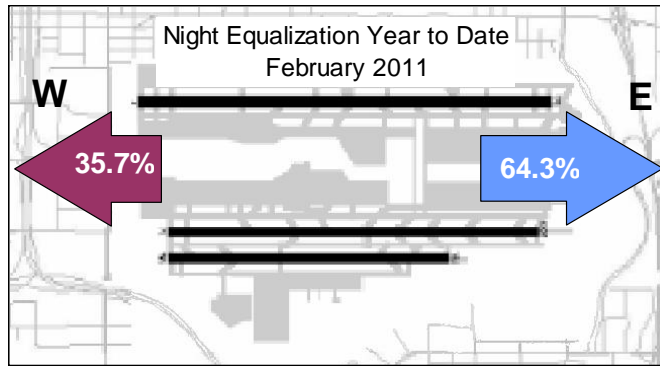 Night Equalization Year to Date
February 2011
W
E
35.7%
64.3%